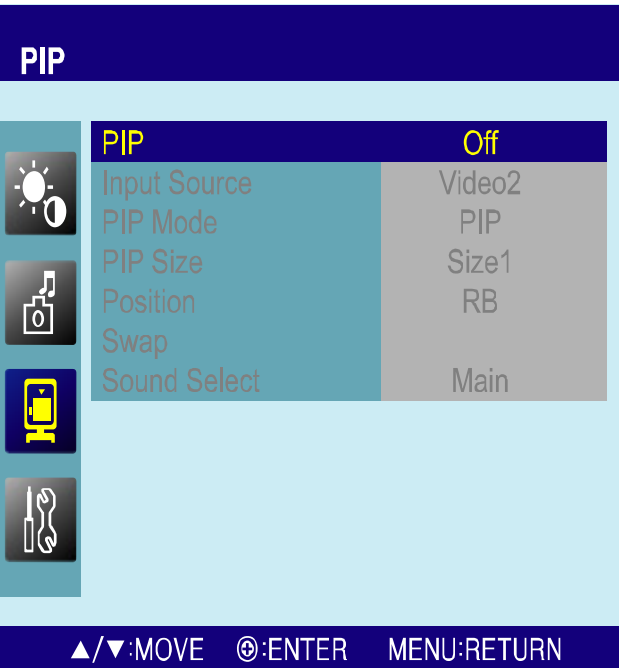 PIP
PIP Off
Input Source Video2
PIP Mode PIP
PIP Size Size1
Position RB
Swap
Sound Select Main
▲/▼:MOVE ⊕:ENTER MENU:RETURN